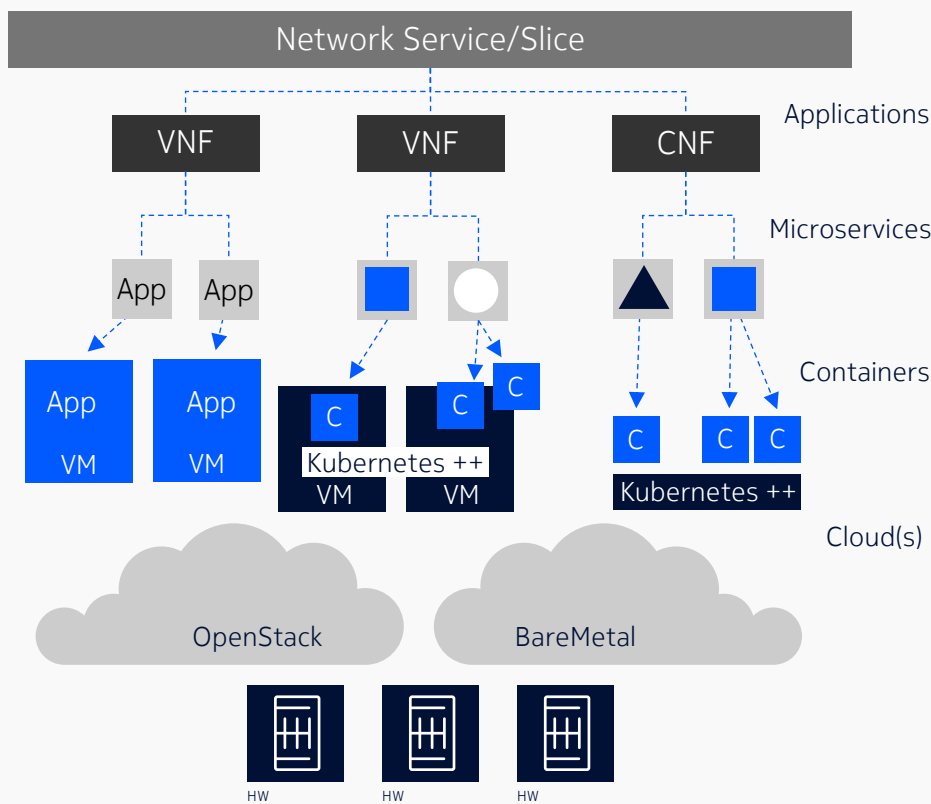 Network Service/Slice
Applications
VNF
VNF
CNF
Microservices
App
App
Containers
App
VM
App
VM
C
C
C
Kubernetes ++
VM
VM
C
C
C
Kubernetes ++
Cloud(s)
OpenStack
BareMetal
HW
HW
HW